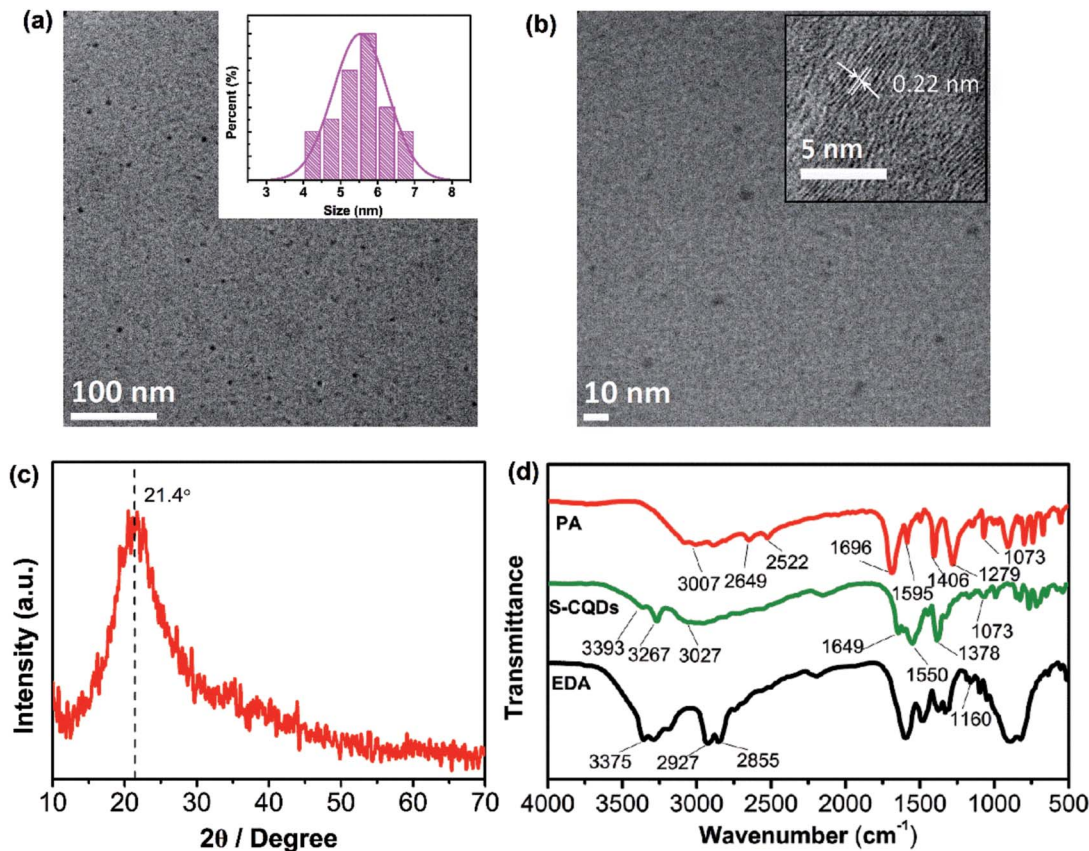 (a)
Percent (%)
3 4 5 6 7 8
Size (nm)
100 nm
(b)
0.22 nm
5 nm
10 nm
(c)
21.4°
Intensity (a.u.)
10 20 30 40 50 60 70
2θ / Degree
(d)
PA
3007
2649
2522
1696
1595
1406
1279
1073
S-CQDs
3393
3267
3027
1649
1550
1378
1073
EDA
3375
2927
2855
1160
Transmittance
4000 3500 3000 2500 2000 1500 1000 500
Wavenumber (cm⁻¹)